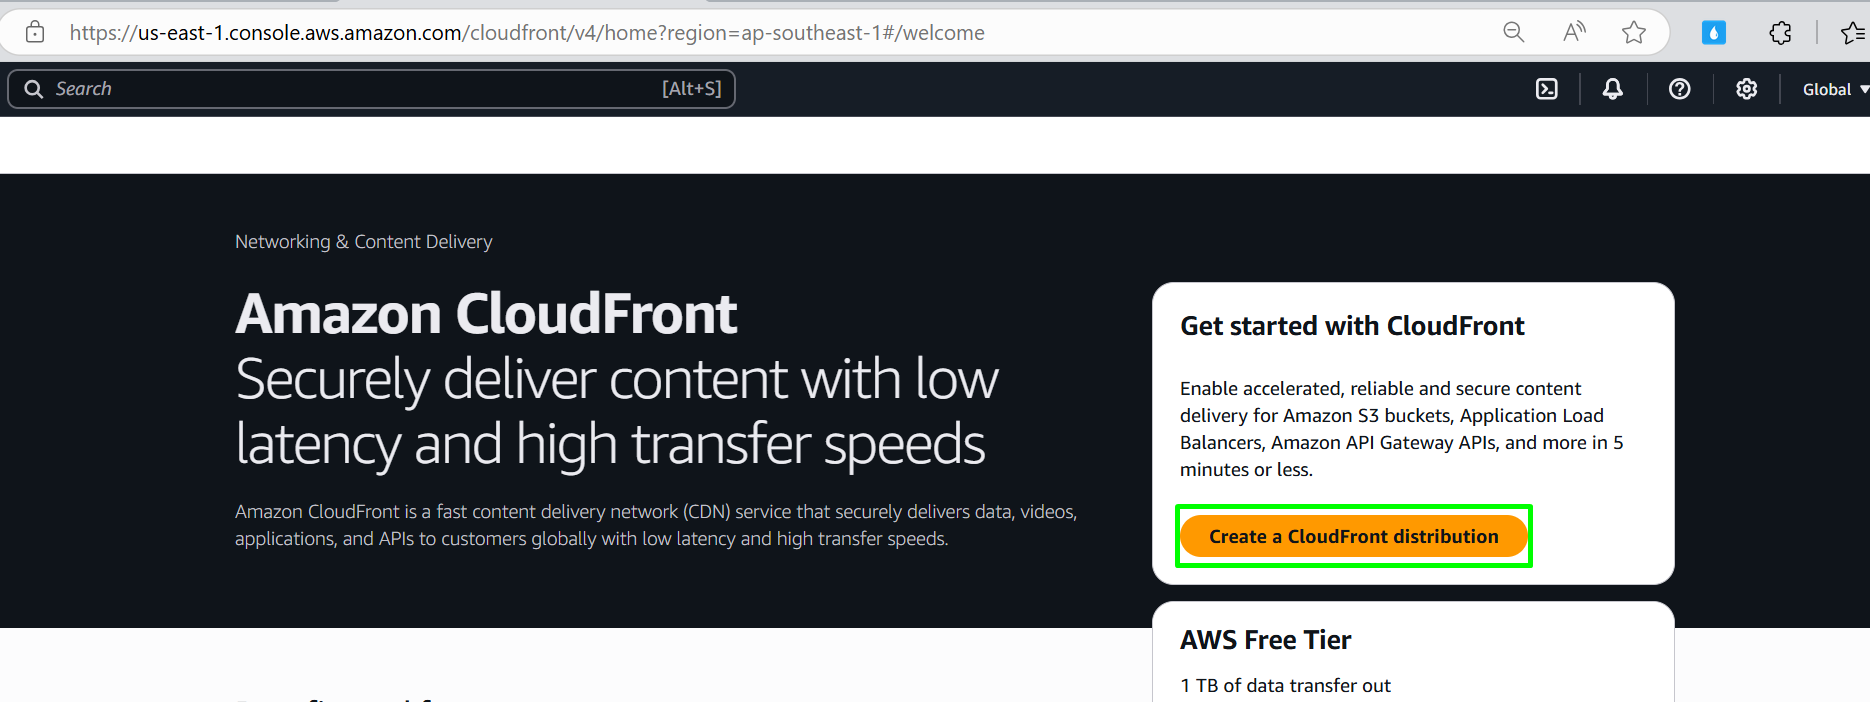 https://us-east-1.console.aws.amazon.com/cloudfront/v4/home?region=ap-southeast-1#/welcome
Search [Alt+S] Global
Networking & Content Delivery
Amazon CloudFront
Securely deliver content with low
latency and high transfer speeds
Amazon CloudFront is a fast content delivery network (CDN) service that securely delivers data, videos,
applications, and APIs to customers globally with low latency and high transfer speeds.
Get started with CloudFront
Enable accelerated, reliable and secure content
delivery for Amazon S3 buckets, Application Load
Balancers, Amazon API Gateway APIs, and more in 5
minutes or less.
Create a CloudFront distribution
AWS Free Tier
1 TB of data transfer out